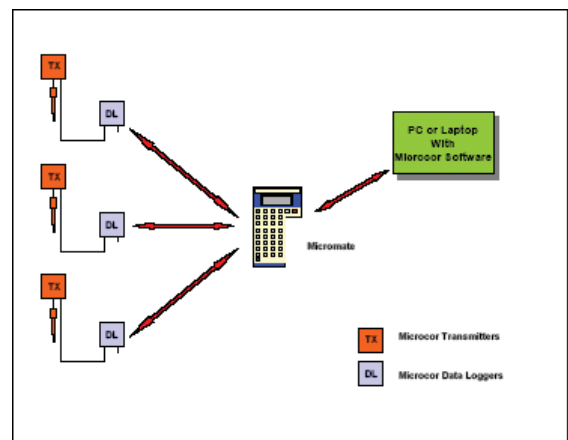 TX
DL
TX
DL
TX
DL
PC or Laptop
With
Microcor Software
Micromate
TX Microcor Transmitters
DL Microcor Data Loggers